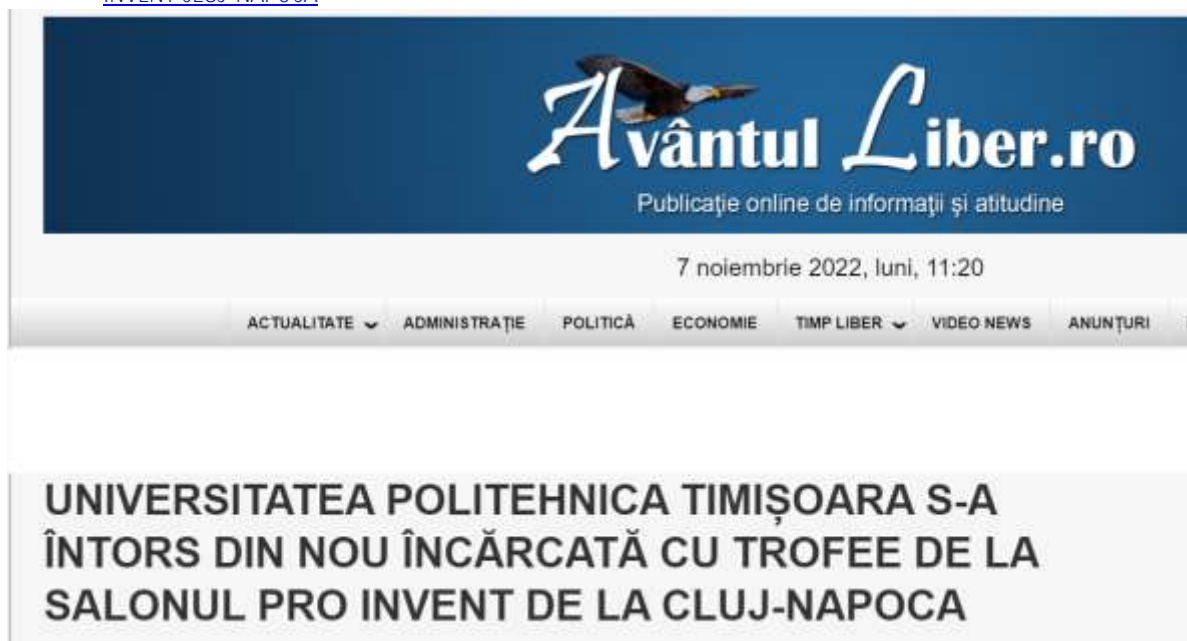 Avântul Liber.ro
Publicaţie online de informaţii şi atitudine
7 noiembrie 2022, luni, 11:20
ACTUALITATE ADMINISTRAȚIE POLITICĂ ECONOMIE TIMP LIBER VIDEO NEWS ANUNȚURI
UNIVERSITATEA POLITEHNICA TIMIȘOARA S-A
ÎNTORS DIN NOU ÎNCĂRCATĂ CU TROFEE DE LA
SALONUL PRO INVENT DE LA CLUJ-NAPOCA